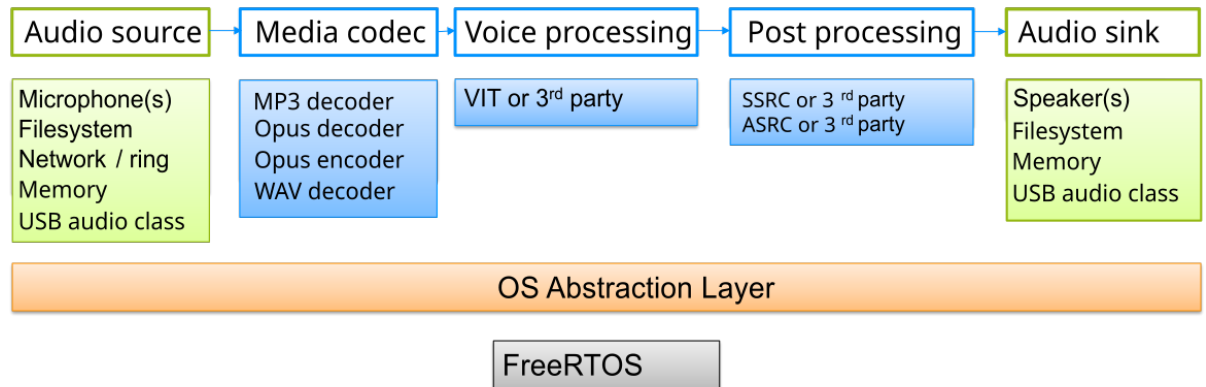 Audio source
Media codec
Voice processing
Post processing
Audio sink
Microphone(s)
Filesystem
Network / ring
Memory
USB audio class
MP3 decoder
Opus decoder
Opus encoder
WAV decoder
VIT or 3rd party
SSRC or 3 rd party
ASRC or 3 rd party
Speaker(s)
Filesystem
Memory
USB audio class
OS Abstraction Layer
FreeRTOS